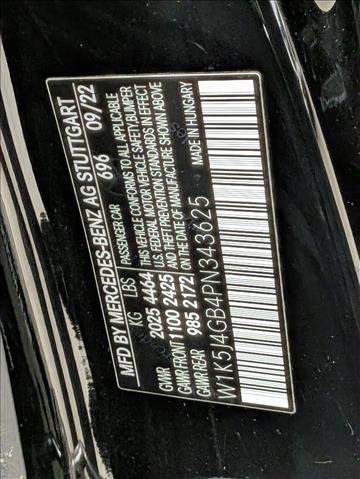 MFD BY MERCEDES-BENZ AG STUTTGART
696 09/22
KG LBS PASSENGER CAR
GVWR 2025 4464 THIS VEHICLE CONFORMS TO ALL APPLICABLE
GAWR FRONT 1100 2425 U.S. FEDERAL MOTOR VEHICLE SAFETY, BUMPER
GAWR REAR 985 2172 AND THEFT PREVENTION STANDARDS IN EFFECT
ON THE DATE OF MANUFACTURE SHOWN ABOVE
MADE IN HUNGARY
W1K5J4GB4PN343625